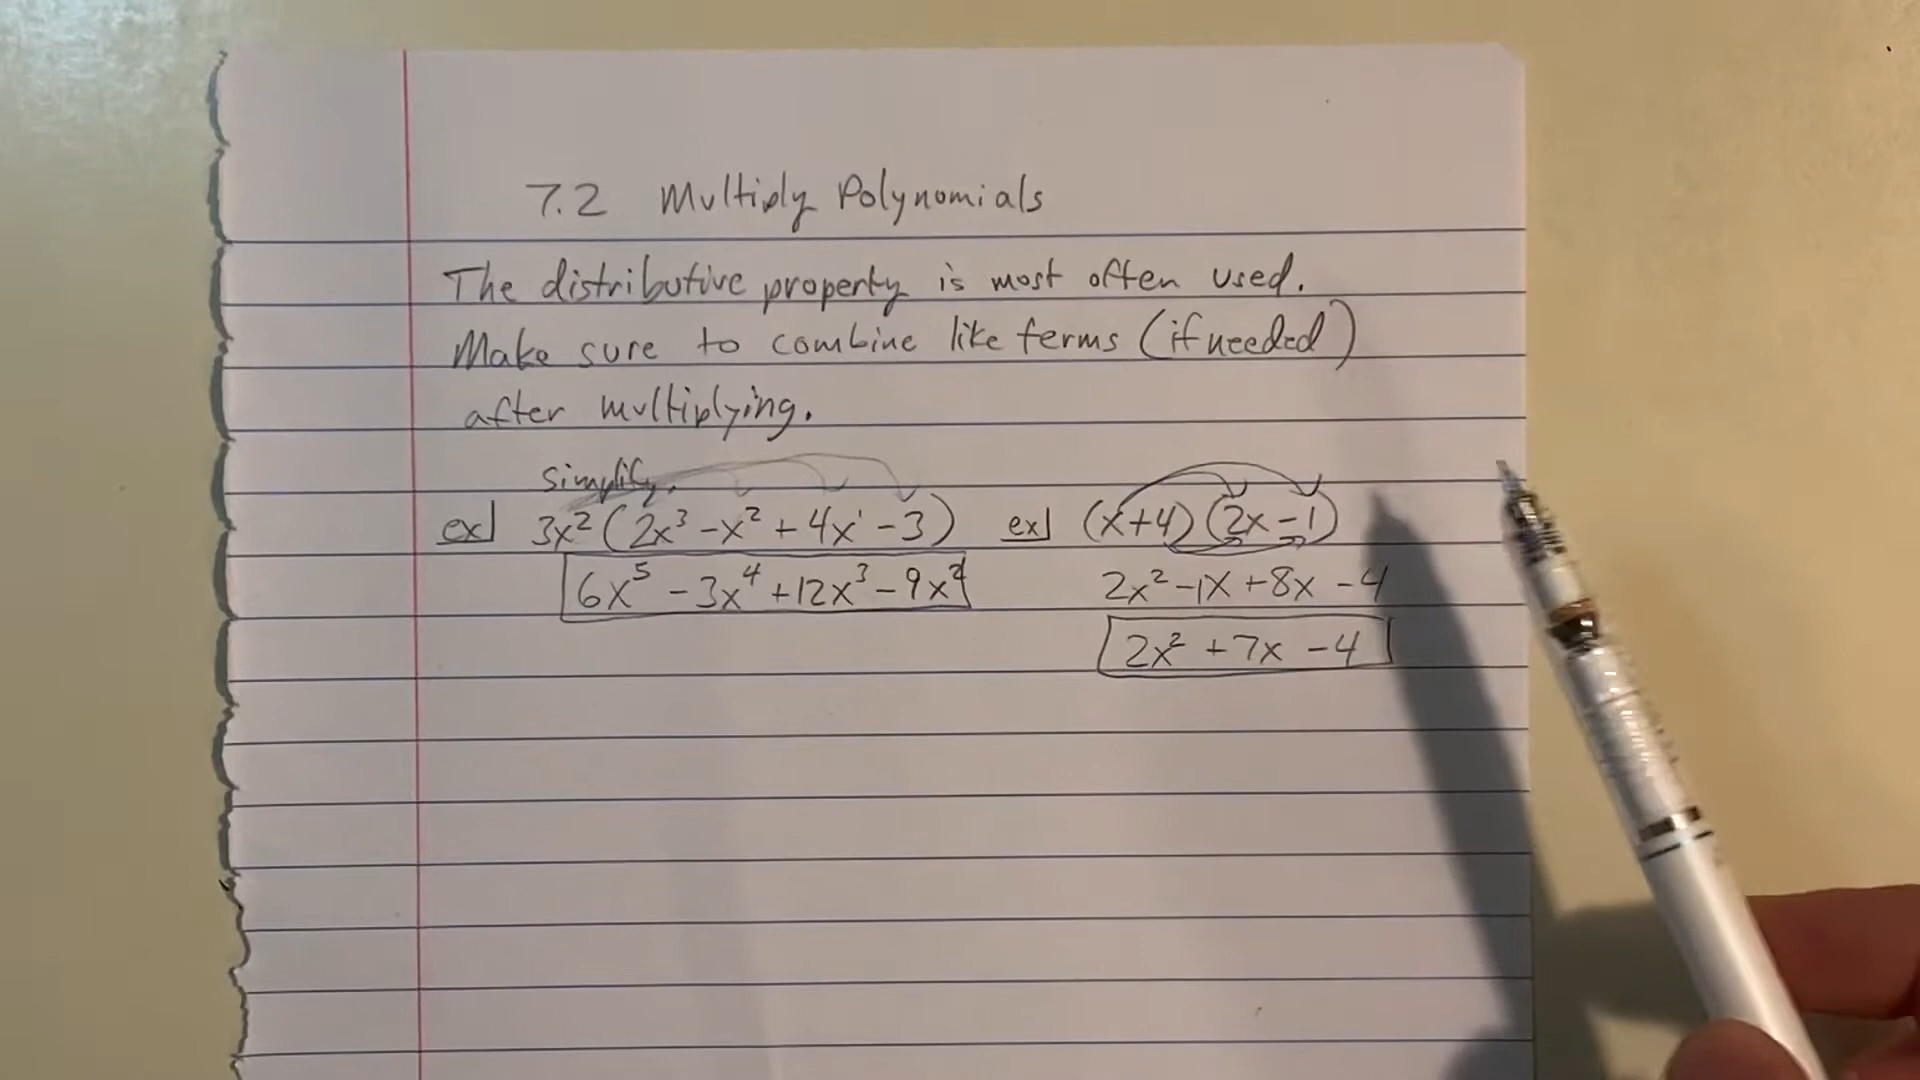 7.2 Multiply Polynomials
The distributive property is most often used.
Make sure to combine like terms (if needed)
after multiplying.
simplify.
ex] 3x² (2x³ - x² + 4x¹ - 3) ex] (x+4)(2x-1)
6x⁵ - 3x⁴ + 12x³ - 9x² 2x² - 1x + 8x - 4
2x² + 7x - 4